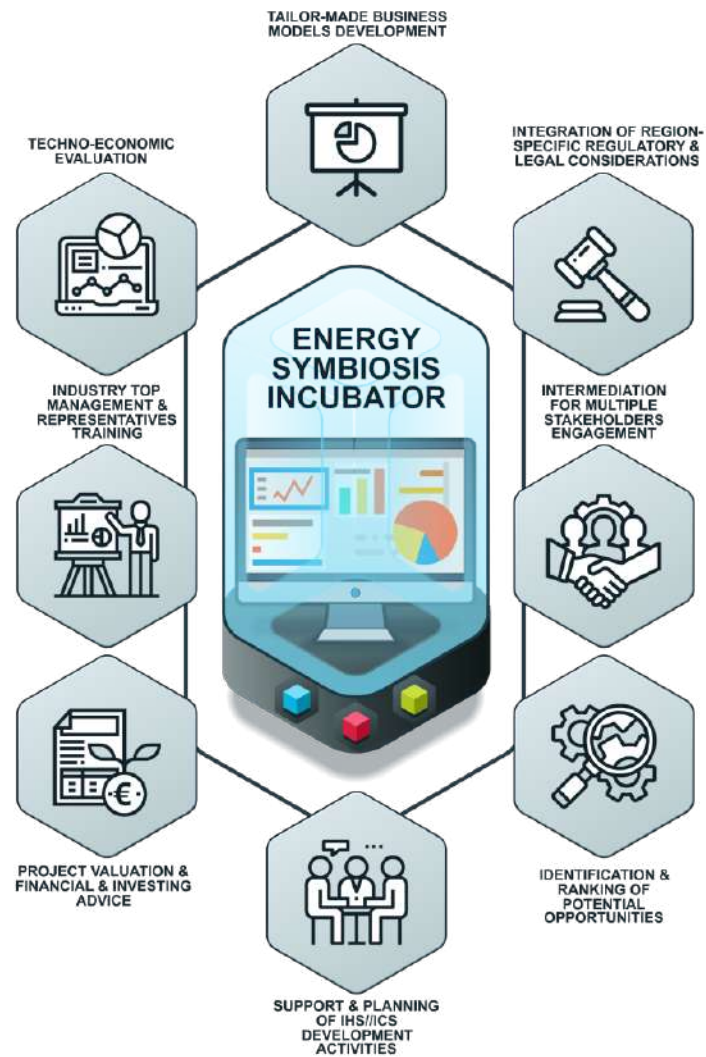 TAILOR-MADE BUSINESS
MODELS DEVELOPMENT
TECHNO-ECONOMIC
EVALUATION
INTEGRATION OF REGION-
SPECIFIC REGULATORY &
LEGAL CONSIDERATIONS
ENERGY
SYMBIOSIS
INCUBATOR
INDUSTRY TOP
MANAGEMENT &
REPRESENTATIVES
TRAINING
INTERMEDIATION
FOR MULTIPLE
STAKEHOLDERS
ENGAGEMENT
€
PROJECT VALUATION &
FINANCIAL & INVESTING
ADVICE
IDENTIFICATION &
RANKING OF
POTENTIAL
OPPORTUNITIES
SUPPORT & PLANNING
OF IHS//ICS
DEVELOPMENT
ACTIVITIES